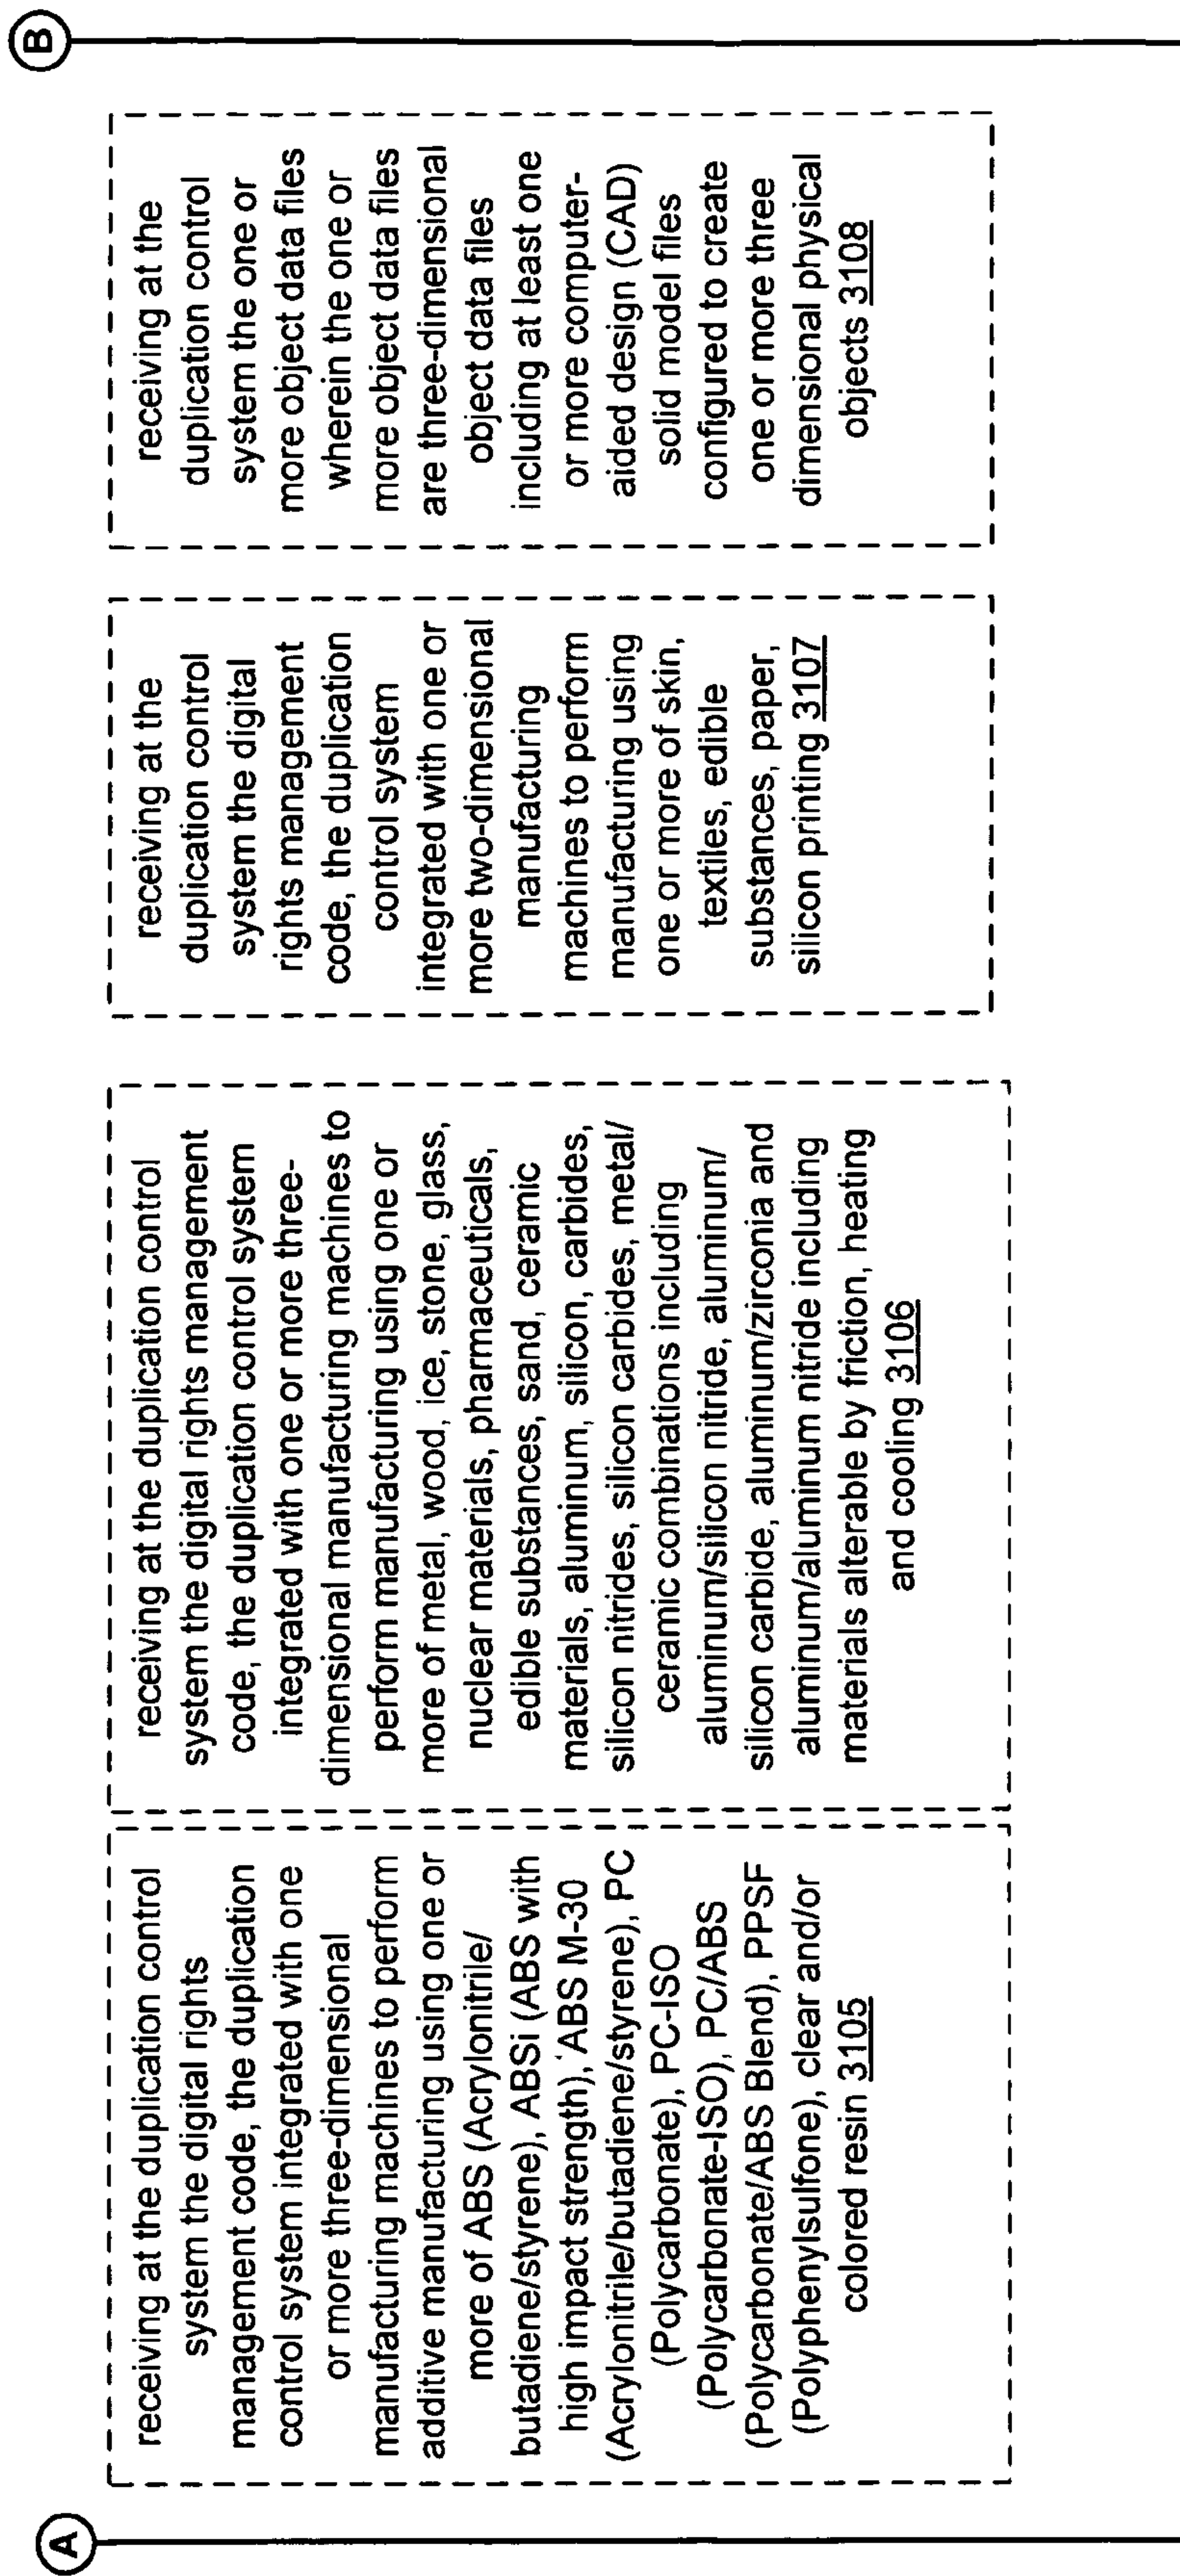 A
receiving at the duplication control
system the digital rights
management code, the duplication
control system integrated with one
or more three-dimensional
manufacturing machines to perform
additive manufacturing using one or
more of ABS (Acrylonitrile/
butadiene/styrene), ABSi (ABS with
high impact strength), ABS M-30
(Acrylonitrile/butadiene/styrene), PC
(Polycarbonate), PC-ISO
(Polycarbonate-ISO), PC/ABS
(Polycarbonate/ABS Blend), PPSF
(Polyphenylsulfone), clear and/or
colored resin 3105
receiving at the duplication control
system the digital rights management
code, the duplication control system
integrated with one or more three-
dimensional manufacturing machines to
perform manufacturing using one or
more of metal, wood, ice, stone, glass,
nuclear materials, pharmaceuticals,
edible substances, sand, ceramic
materials, aluminum, silicon, carbides,
silicon nitrides, silicon carbides, metal/
ceramic combinations including
aluminum/silicon nitride, aluminum/
silicon carbide, aluminum/zirconia and
aluminum/aluminum nitride including
materials alterable by friction, heating
and cooling 3106
receiving at the
duplication control
system the digital
rights management
code, the duplication
control system
integrated with one or
more two-dimensional
manufacturing
machines to perform
manufacturing using
one or more of skin,
textiles, edible
substances, paper,
silicon printing 3107
receiving at the
duplication control
system the one or
more object data files
wherein the one or
more object data files
are three-dimensional
object data files
including at least one
or more computer-
aided design (CAD)
solid model files
configured to create
one or more three
dimensional physical
objects 3108
B